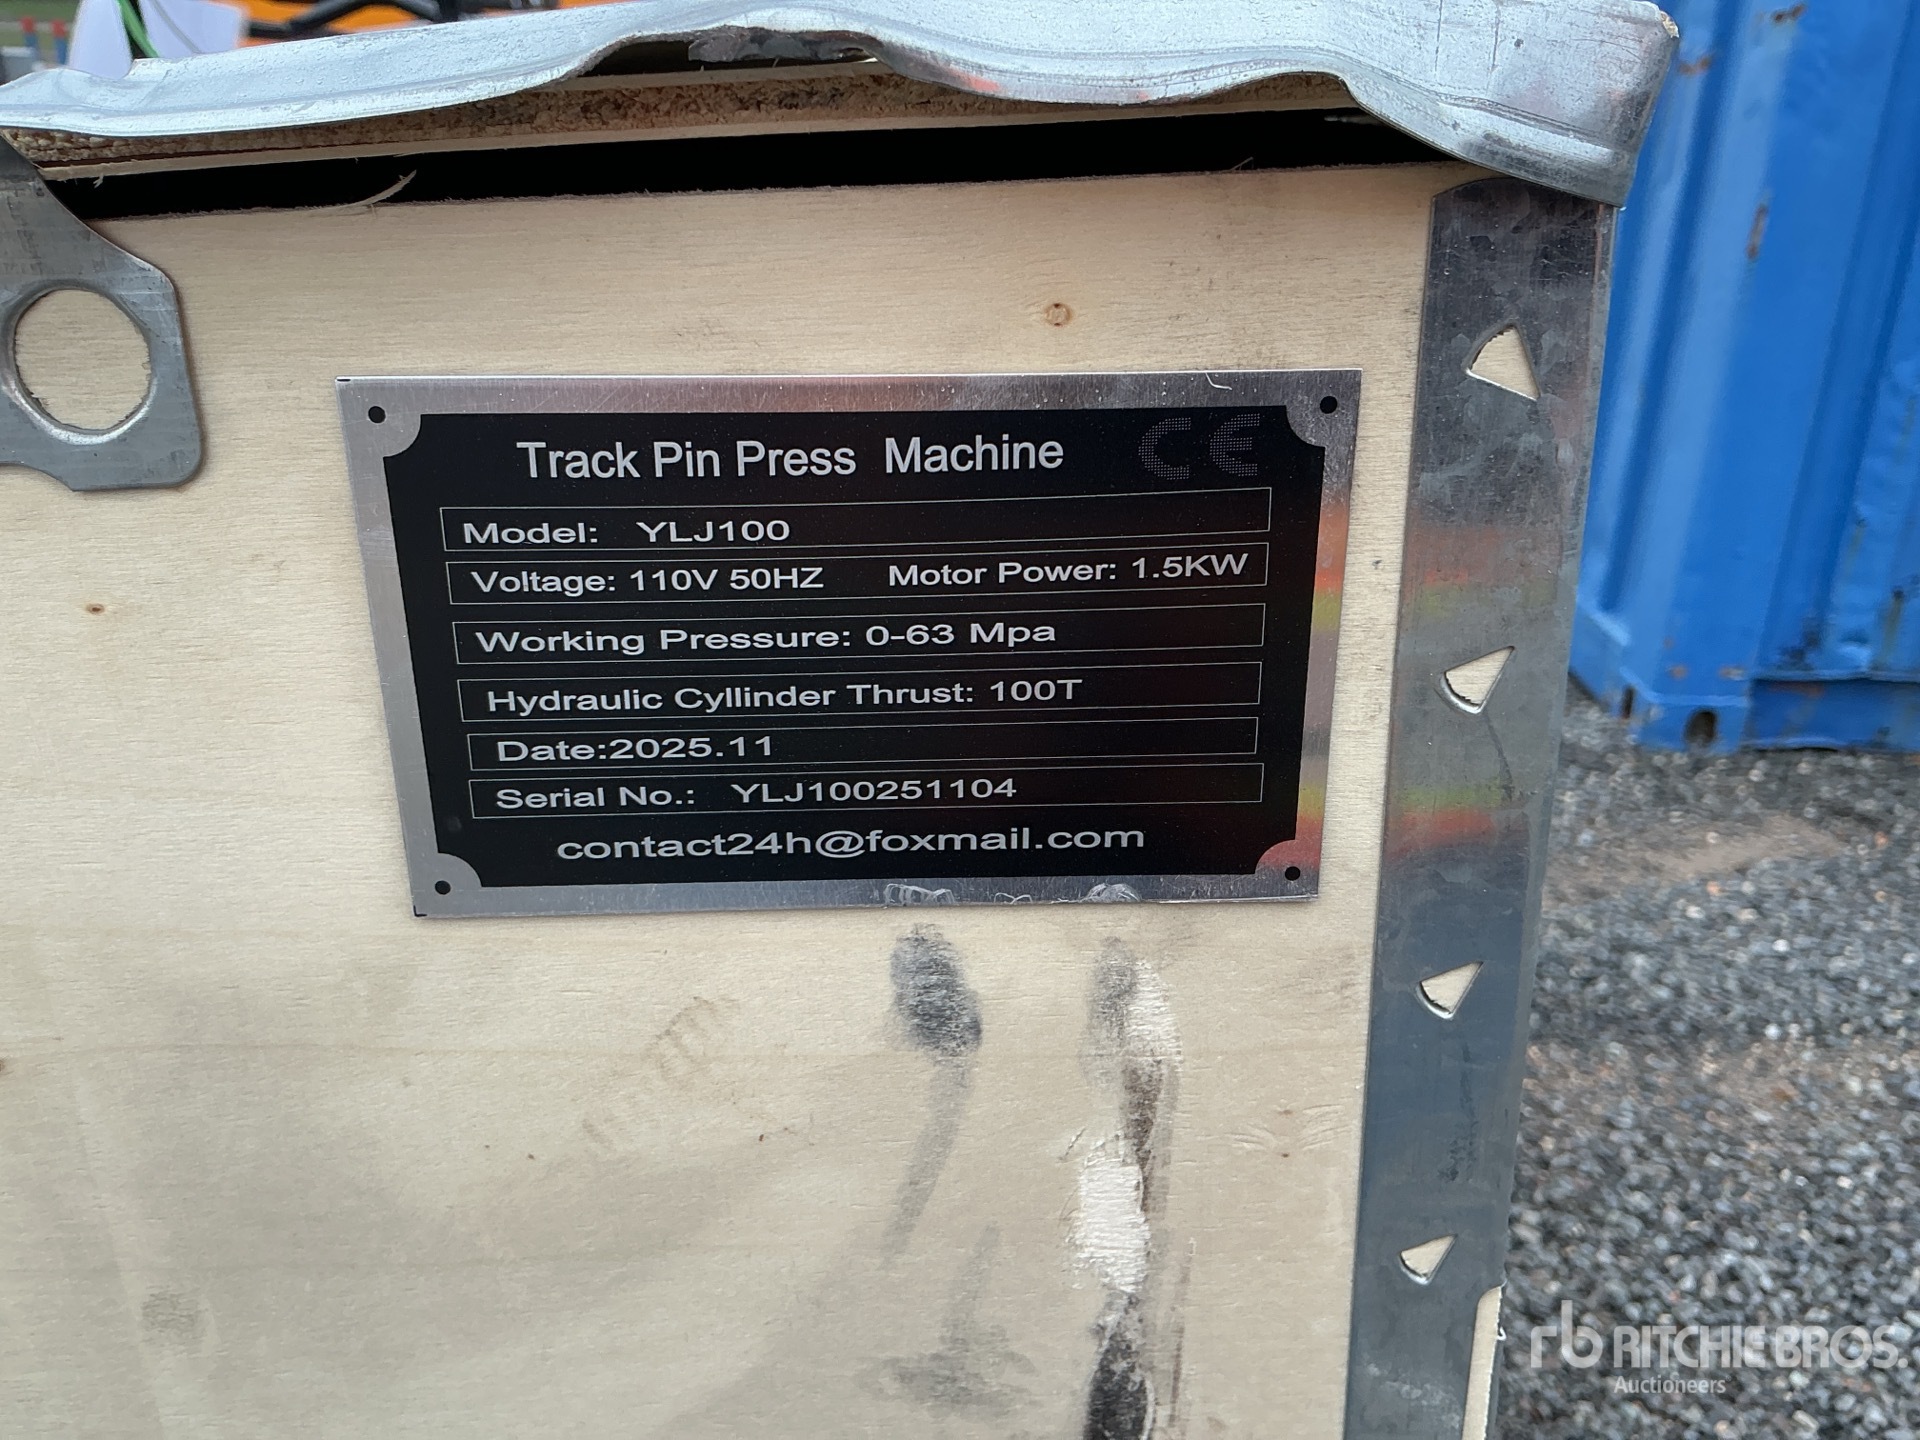 Track Pin Press Machine CE
Model: YLJ100
Voltage: 110V 50HZ Motor Power: 1.5KW
Working Pressure: 0-63 Mpa
Hydraulic Cyllinder Thrust: 100T
Date:2025.11
Serial No.: YLJ100251104
contact24h@foxmail.com
rb RITCHIE BROS.
Auctioneers